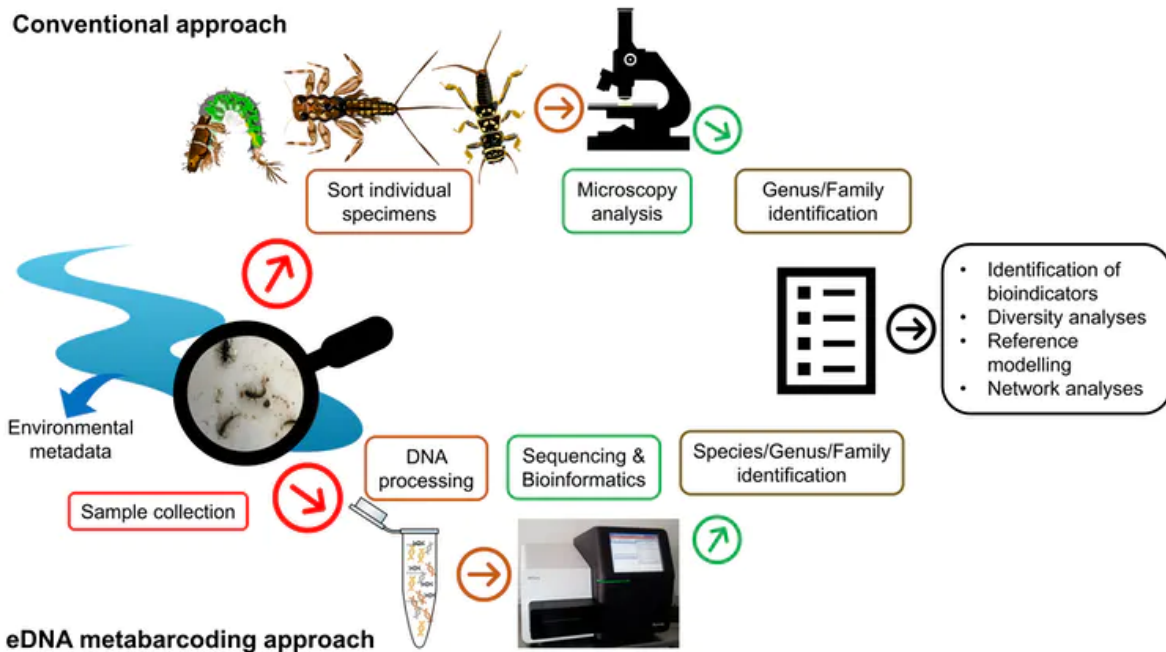 Conventional approach
Sort individual
specimens
Microscopy
analysis
Genus/Family
identification
• Identification of
bioindicators
• Diversity analyses
• Reference
modelling
• Network analyses
Environmental
metadata
Sample collection
DNA
processing
Sequencing &
Bioinformatics
Species/Genus/Family
identification
eDNA metabarcoding approach